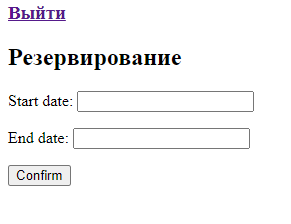 Выйти
Резервирование
Start date:
End date:
Confirm